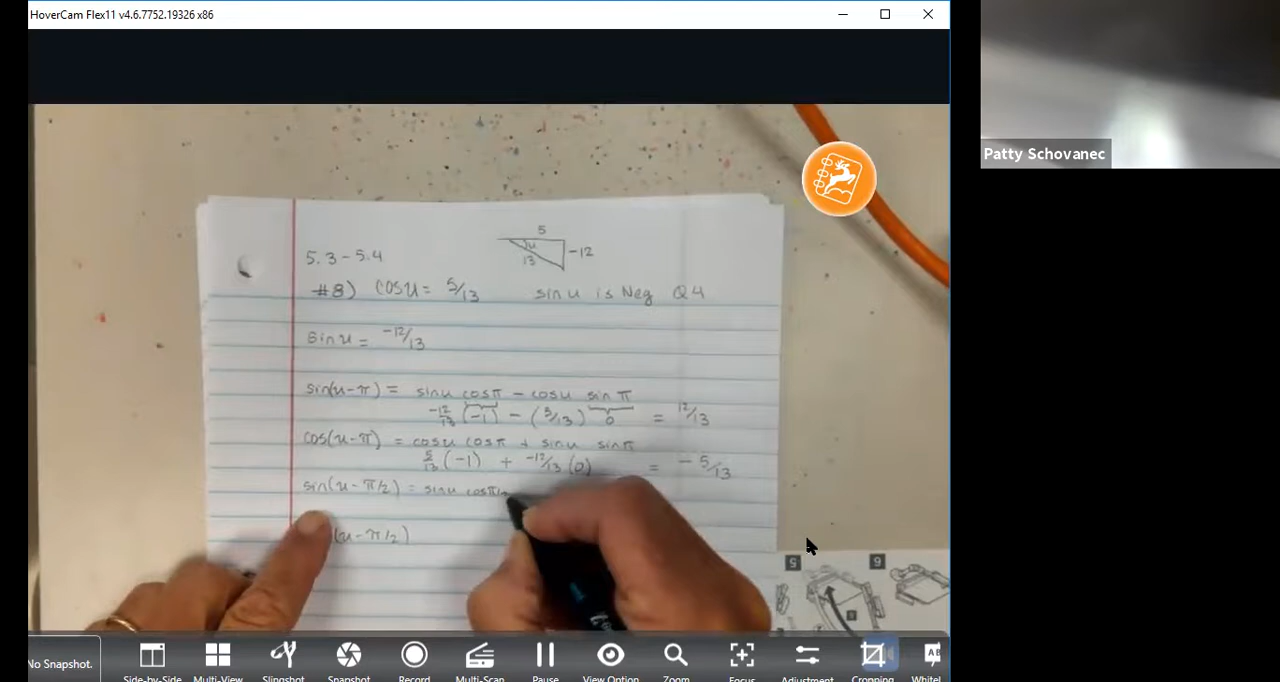 HoverCam Flex11 v4.6.7752.19326 x86
Patty Schovanec
5
5.3-5.4
u
13
-12
#8) cos u = 5/13 sin u is Neg Q4
sin u = -12/13
sin(u-π) = sin u cos π - cos u sin π
-12/13 (-1) - (5/13) 0 = 12/13
cos(u-π) = cos u cos π + sin u sin π
5/13 (-1) + -12/13 (0) = -5/13
sin(u-π/2) = sin u cos π/
(u-π/2)
5
6
No Snapshot.
Side-by-Side Multi-View Slingshot Snapshot Record Multi-Scan Pause View Option Zoom Focus Adjustment Cropping Whitel